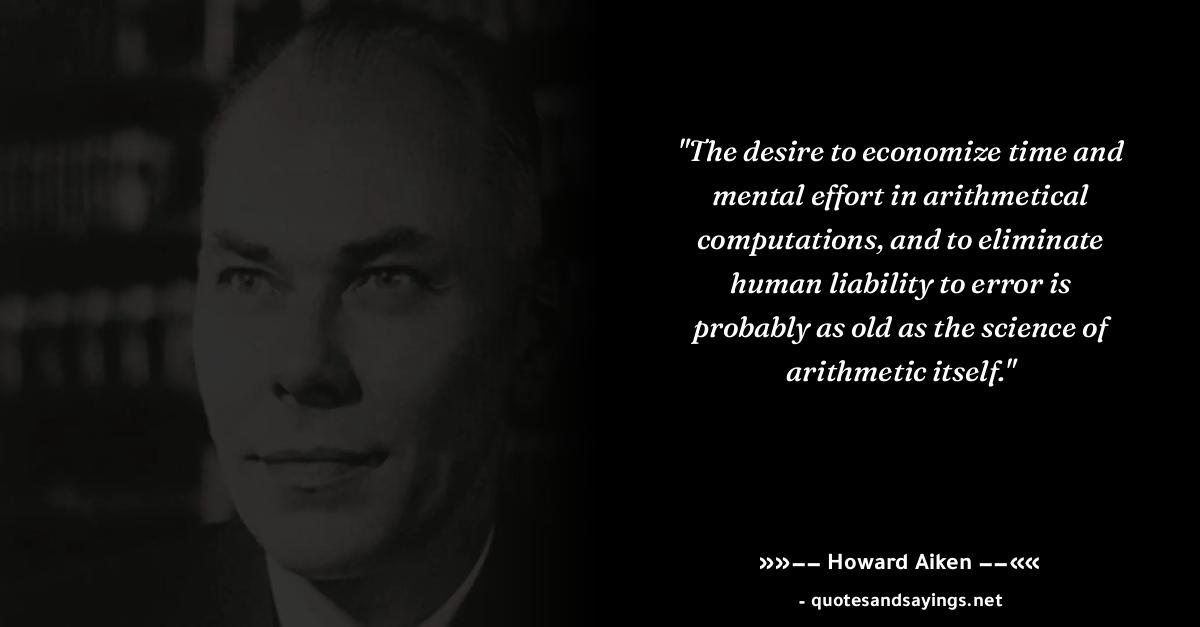 "The desire to economize time and
mental effort in arithmetical
computations, and to eliminate
human liability to error is
probably as old as the science of
arithmetic itself."
»»–– Howard Aiken ––««
- quotesandsayings.net